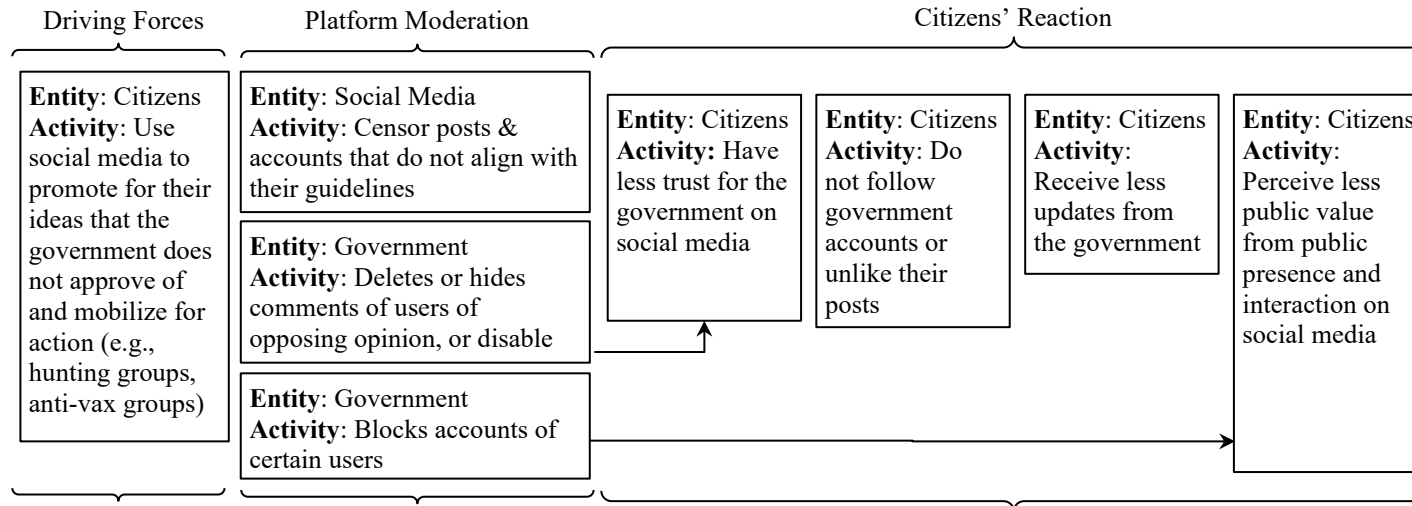 Driving Forces
Platform Moderation
Citizens’ Reaction
Entity: Citizens
Activity: Use
social media to
promote for their
ideas that the
government does
not approve of
and mobilize for
action (e.g.,
hunting groups,
anti-vax groups)
Entity: Social Media
Activity: Censor posts &
accounts that do not align with
their guidelines
Entity: Government
Activity: Deletes or hides
comments of users of
opposing opinion, or disable
Entity: Government
Activity: Blocks accounts of
certain users
Entity: Citizens
Activity: Have
less trust for the
government on
social media
Entity: Citizens
Activity: Do
not follow
government
accounts or
unlike their
posts
Entity: Citizens
Activity:
Receive less
updates from
the government
Entity: Citizens
Activity:
Perceive less
public value
from public
presence and
interaction on
social media